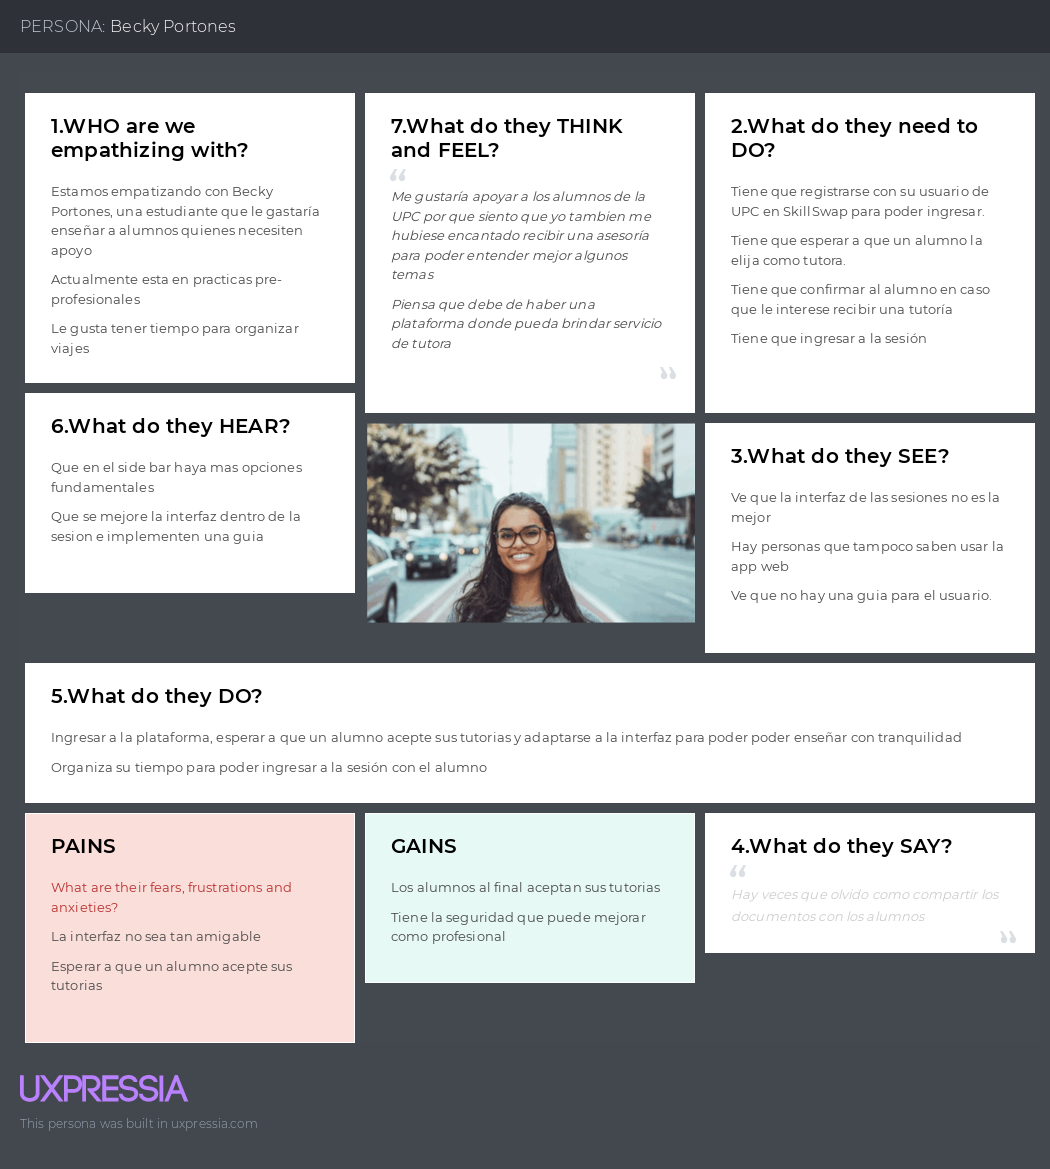 PERSONA: Becky Portones
1.WHO are we
empathizing with?
Estamos empatizando con Becky
Portones, una estudiante que le gastaría
enseñar a alumnos quienes necesiten
apoyo
Actualmente esta en practicas pre-
profesionales
Le gusta tener tiempo para organizar
viajes
7.What do they THINK
and FEEL?
“
Me gustaría apoyar a los alumnos de la
UPC por que siento que yo tambien me
hubiese encantado recibir una asesoría
para poder entender mejor algunos
temas
Piensa que debe de haber una
plataforma donde pueda brindar servicio
de tutora
”
2.What do they need to
DO?
Tiene que registrarse con su usuario de
UPC en SkillSwap para poder ingresar.
Tiene que esperar a que un alumno la
elija como tutora.
Tiene que confirmar al alumno en caso
que le interese recibir una tutoría
Tiene que ingresar a la sesión
6.What do they HEAR?
Que en el side bar haya mas opciones
fundamentales
Que se mejore la interfaz dentro de la
sesion e implementen una guia
3.What do they SEE?
Ve que la interfaz de las sesiones no es la
mejor
Hay personas que tampoco saben usar la
app web
Ve que no hay una guia para el usuario.
5.What do they DO?
Ingresar a la plataforma, esperar a que un alumno acepte sus tutorias y adaptarse a la interfaz para poder poder enseñar con tranquilidad
Organiza su tiempo para poder ingresar a la sesión con el alumno
PAINS
What are their fears, frustrations and
anxieties?
La interfaz no sea tan amigable
Esperar a que un alumno acepte sus
tutorias
GAINS
Los alumnos al final aceptan sus tutorias
Tiene la seguridad que puede mejorar
como profesional
4.What do they SAY?
“
Hay veces que olvido como compartir los
documentos con los alumnos
”
UXPRESSIA
This persona was built in uxpressia.com